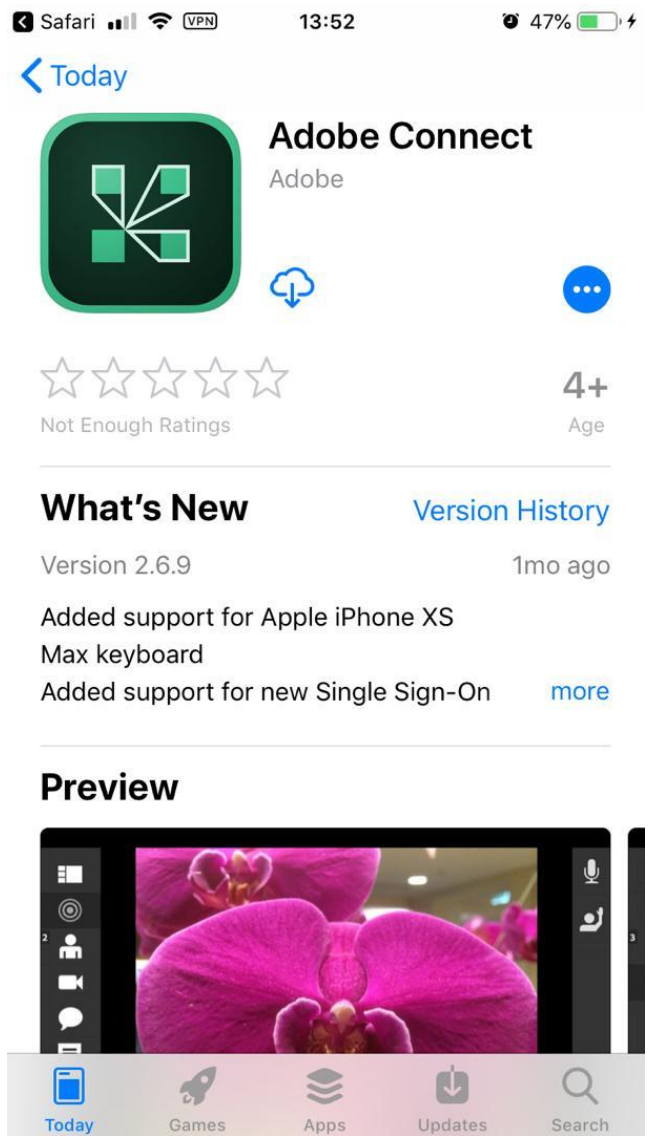 Safari VPN 13:52 47%
Today
Adobe Connect
Adobe
Not Enough Ratings
4+
Age
What's New Version History
Version 2.6.9 1mo ago
Added support for Apple iPhone XS
Max keyboard
Added support for new Single Sign-On more
Preview
2
3
Today Games Apps Updates Search